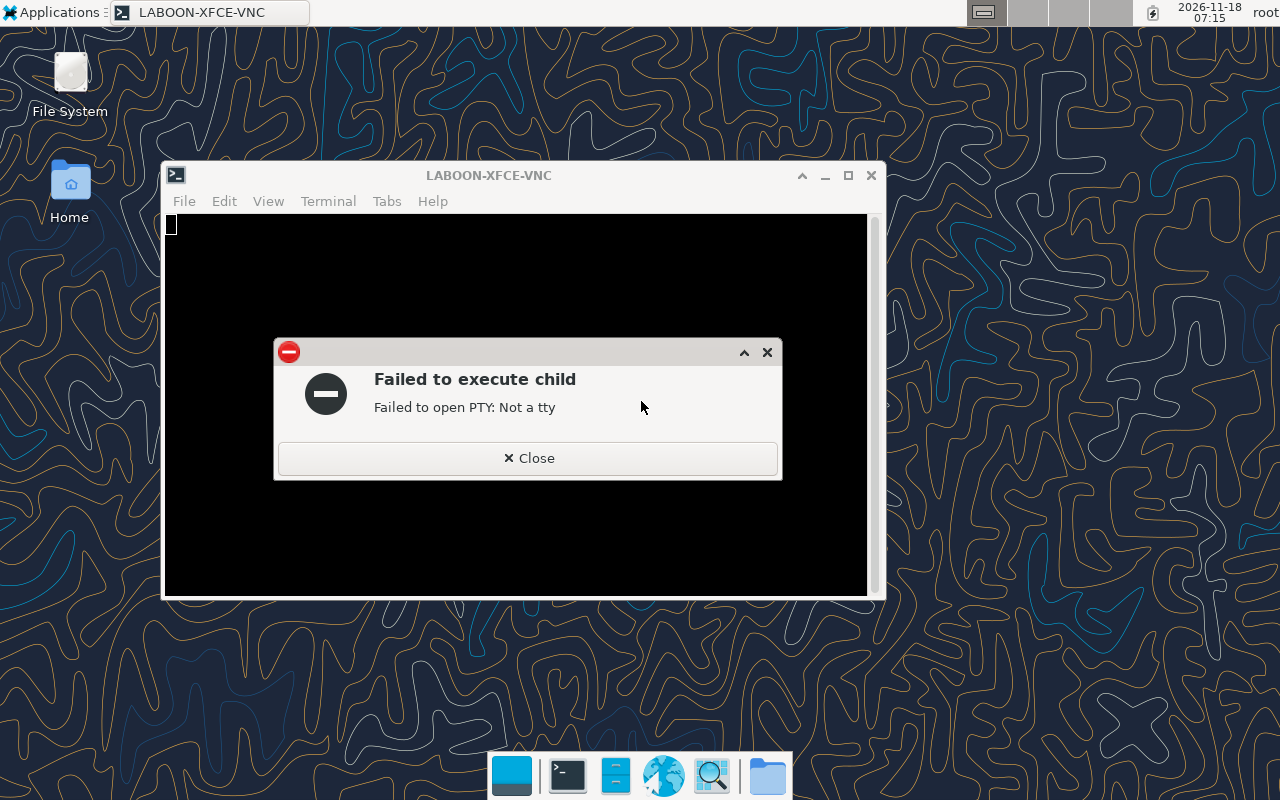 Applications
LABOON-XFCE-VNC
2026-11-18
07:15
root
File System
Home
LABOON-XFCE-VNC
File Edit View Terminal Tabs Help
Failed to execute child
Failed to open PTY: Not a tty
Close